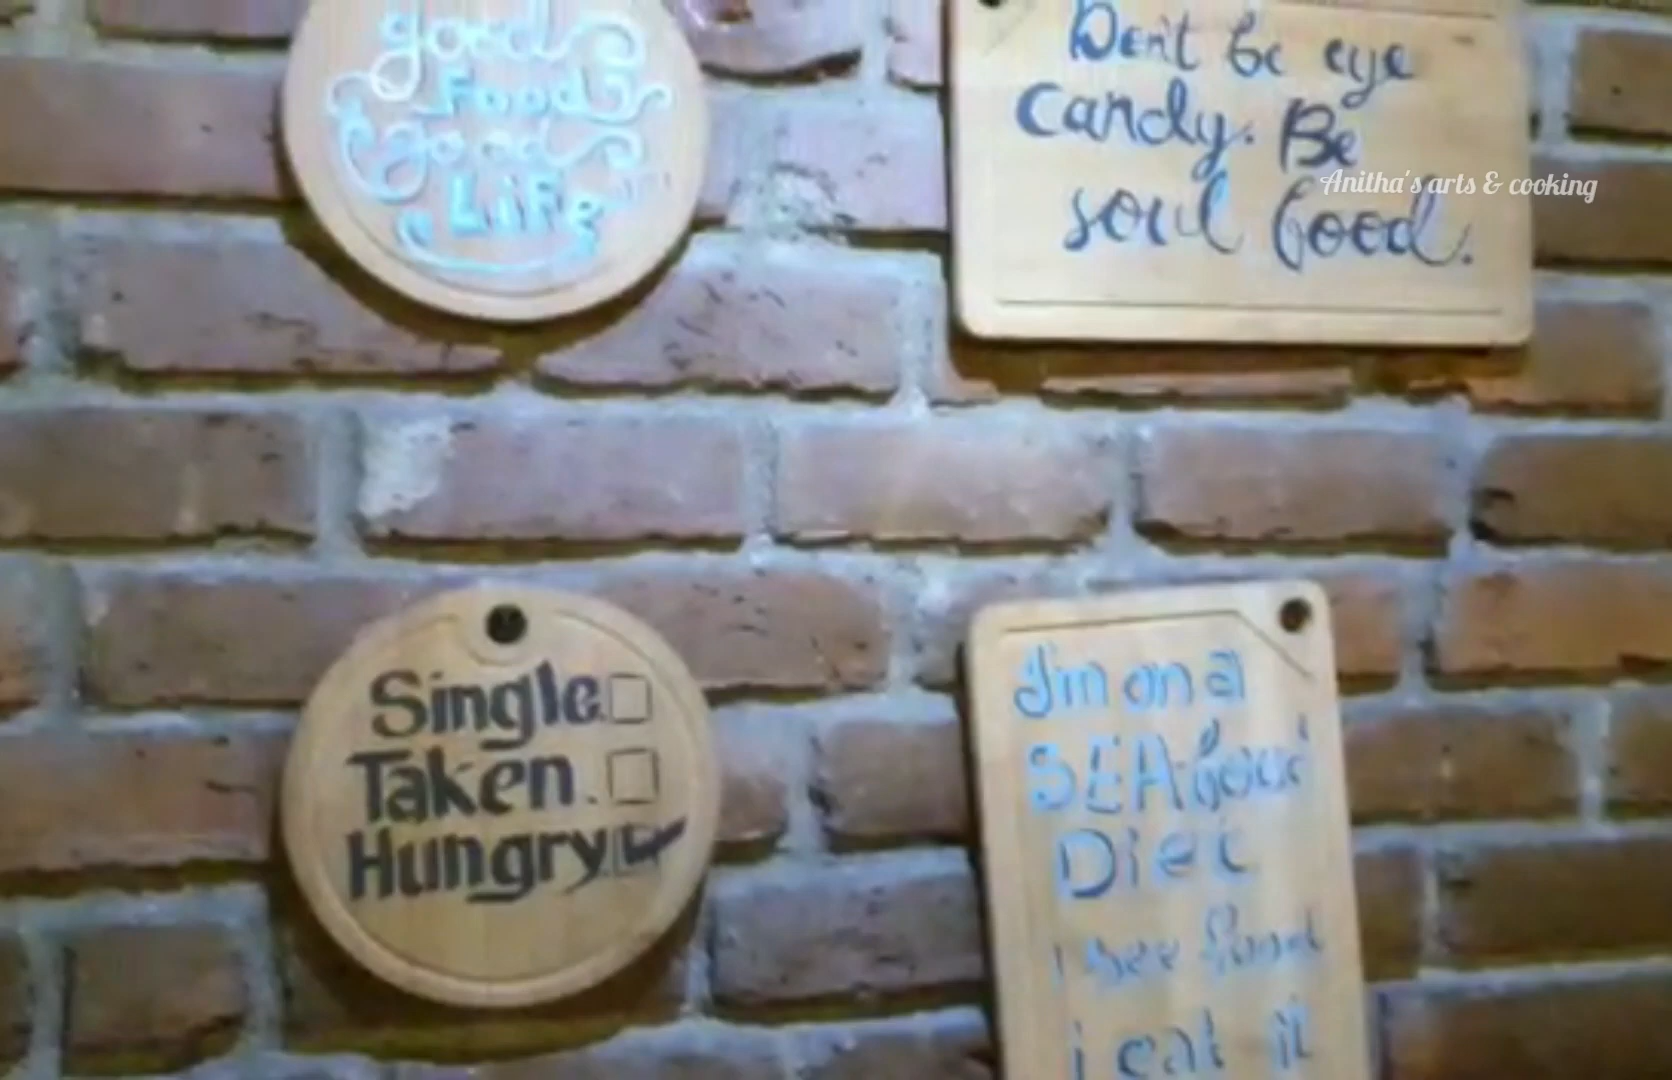 good
Food
good
LiFe
Don't be eye
candy. Be
soul food.
Anitha's arts & cooking
Single
Taken.
Hungry
I'm on a
SEAfood
Diet
i see food
i eat it